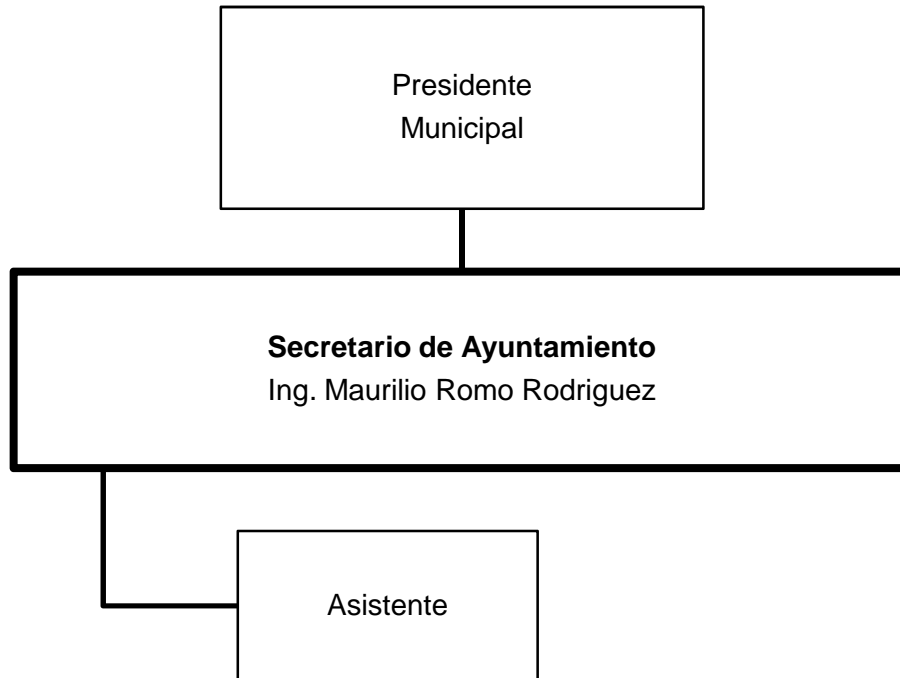 Presidente
Municipal
Secretario de Ayuntamiento
Ing. Maurilio Romo Rodriguez
Asistente